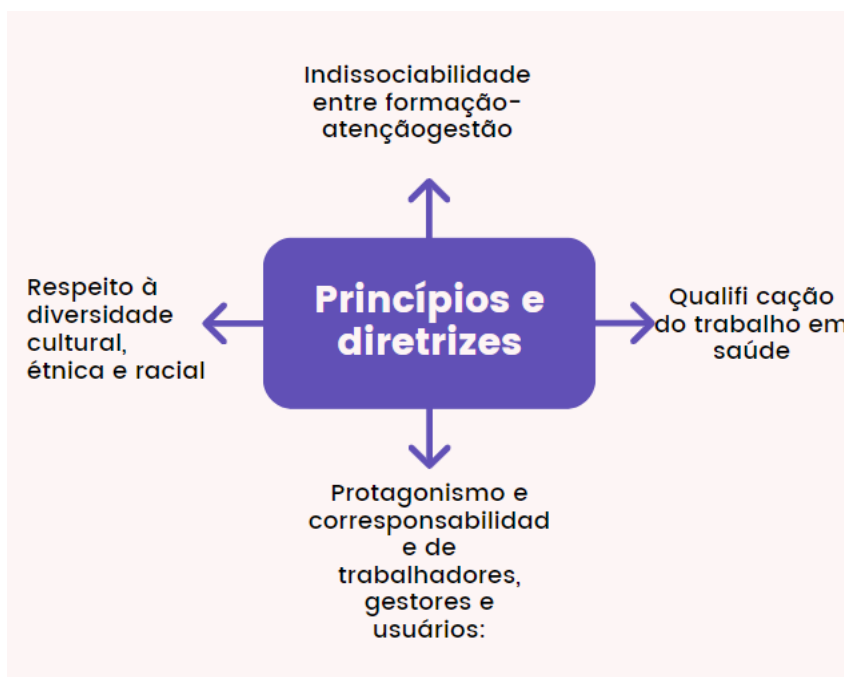 Indissociabilidade
entre formação-
atençãogestão
Respeito à
diversidade
cultural,
étnica e racial
Princípios e
diretrizes
Qualifi cação
do trabalho em
saúde
Protagonismo e
corresponsabilidad
e de
trabalhadores,
gestores e
usuários: